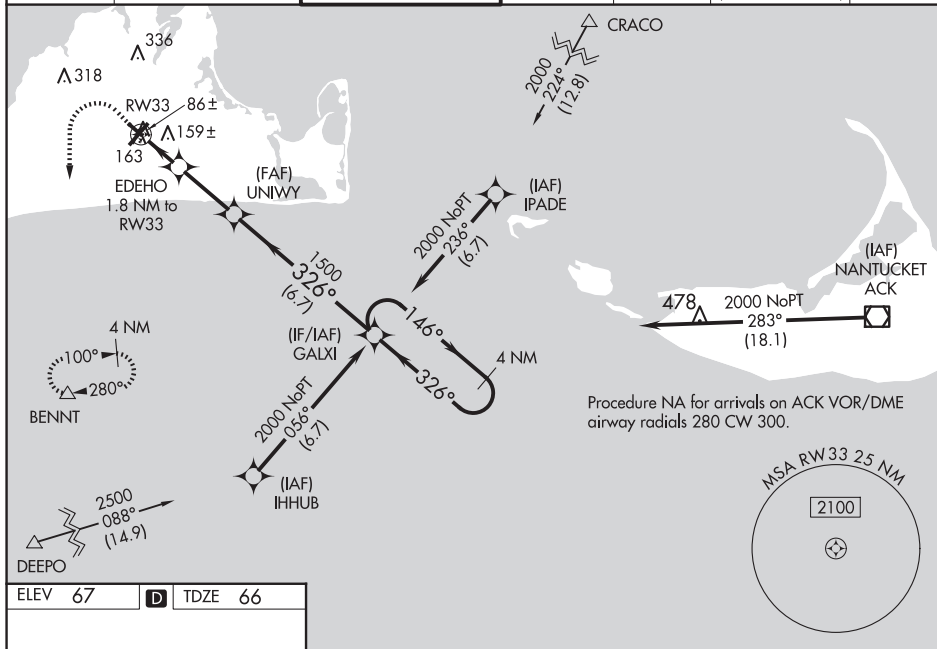 CRACO
2000
224°
(12.8)
336
318
RW33
86±
159±
163
EDEHO
1.8 NM to
RW33
(FAF)
UNIWY
(IAF)
IPADE
2000 NoPT
236°
(6.7)
1500
326°
(6.7)
(IAF)
NANTUCKET
ACK
478
2000 NoPT
283°
(18.1)
(IF/IAF)
GALXI
146°
326°
4 NM
4 NM
100°
280°
BENNT
2000 NoPT
056°
(6.7)
(IAF)
IHHUB
Procedure NA for arrivals on ACK VOR/DME
airway radials 280 CW 300.
MSA RW33 25 NM
2100
2500
088°
(14.9)
DEEPO
ELEV 67 D TDZE 66